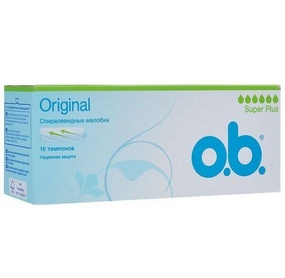 Original
Спиралевидные желобки
16 тампонов
Надежная защита
Super Plus
o.b.